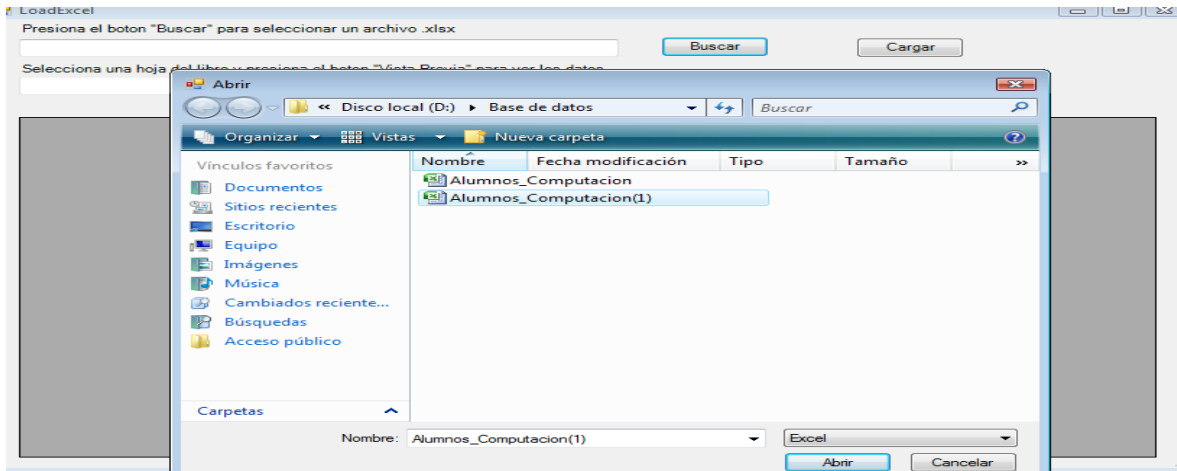 LoadExcel
Presiona el boton "Buscar" para seleccionar un archivo .xlsx
Buscar
Cargar
Selecciona una hoja del libro y presiona el boton "Vista Previa" para ver los datos
Abrir
« Disco local (D:) ▸ Base de datos
Buscar
Organizar Vistas Nueva carpeta
Vínculos favoritos
Documentos
Sitios recientes
Escritorio
Equipo
Imágenes
Música
Cambiados reciente...
Búsquedas
Acceso público
Carpetas
Nombre Fecha modificación Tipo Tamaño »
Alumnos_Computacion
Alumnos_Computacion(1)
Nombre: Alumnos_Computacion(1)
Excel
Abrir
Cancelar